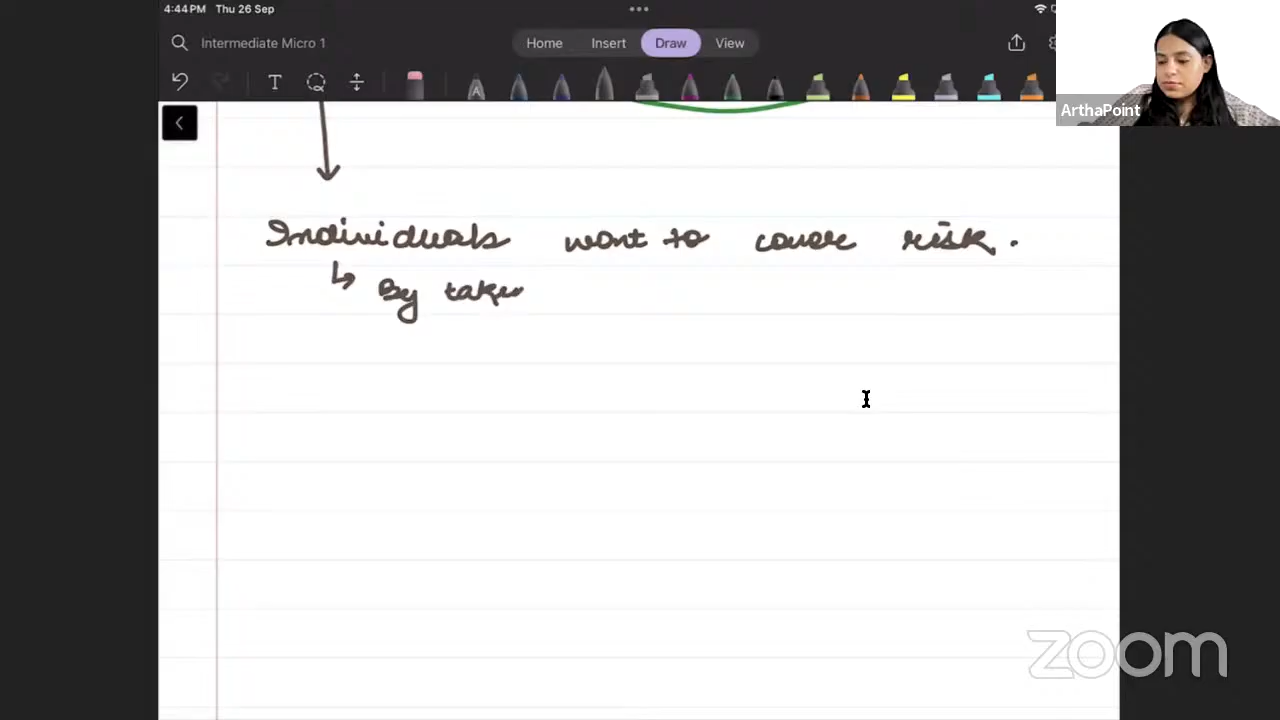 4:44 PM Thu 26 Sep
Intermediate Micro 1
Home Insert Draw View
T
A
ArthaPoint
Individuals want to cover risk.
By take
zoom